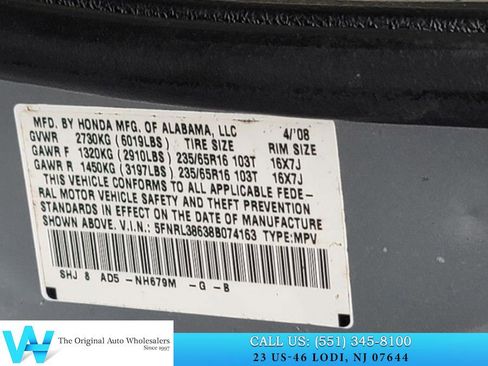 MFD. BY HONDA MFG. OF ALABAMA, LLC 4/'08
GVWR 2730KG (6019LBS) TIRE SIZE RIM SIZE
GAWR F 1320KG (2910LBS) 235/65R16 103T 16X7J
GAWR R 1450KG (3197LBS) 235/65R16 103T 16X7J
THIS VEHICLE CONFORMS TO ALL APPLICABLE FEDE-
RAL MOTOR VEHICLE SAFETY AND THEFT PREVENTION
STANDARDS IN EFFECT ON THE DATE OF MANUFACTURE
SHOWN ABOVE. V.I.N.: 5FNRL38638B074163 TYPE:MPV
SHJ 8 AD5 -NH679M -G -B
The Original Auto Wholesalers
Since 1997
CALL US: (551) 345-8100
23 US-46 LODI, NJ 07644